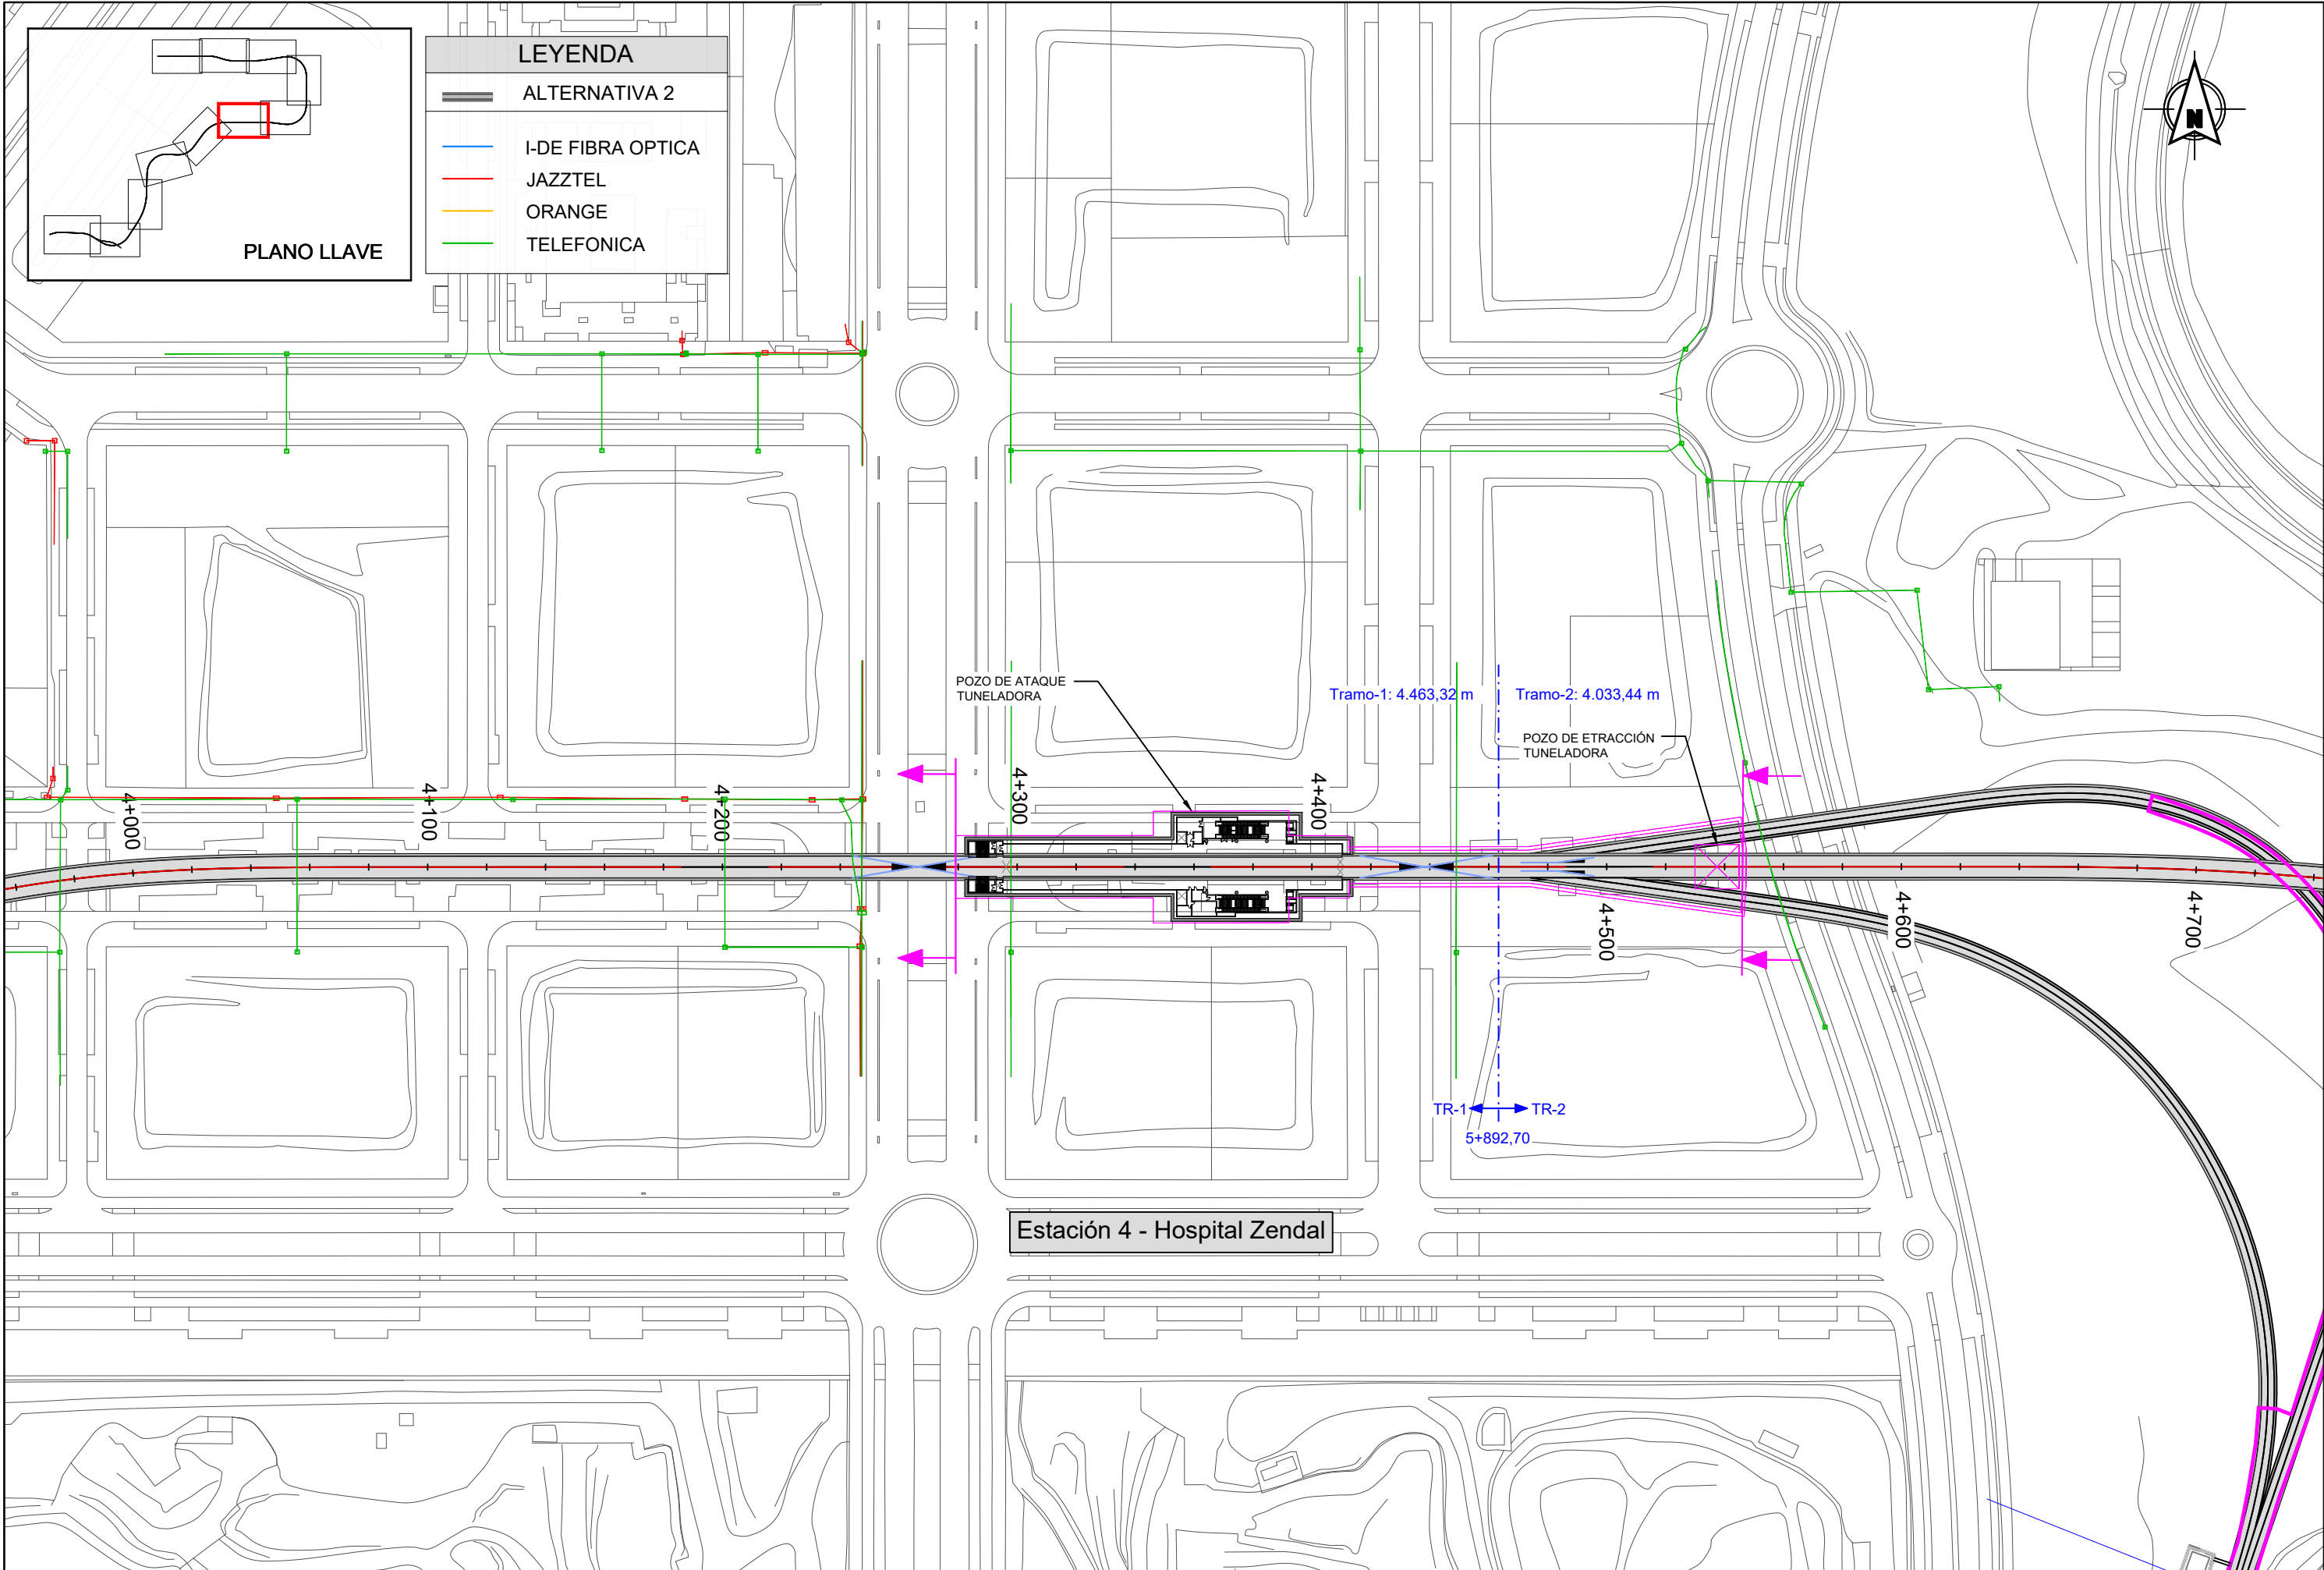 LEYENDA
ALTERNATIVA 2
I-DE FIBRA OPTICA
JAZZTEL
ORANGE
TELEFONICA
PLANO LLAVE
N
POZO DE ATAQUE
TUNELADORA
Tramo-1: 4.463,32 m
Tramo-2: 4.033,44 m
POZO DE ETRACCIÓN
TUNELADORA
4+000
4+100
4+200
4+300
4+400
4+500
4+600
4+700
TR-1
TR-2
5+892,70
Estación 4 - Hospital Zendal